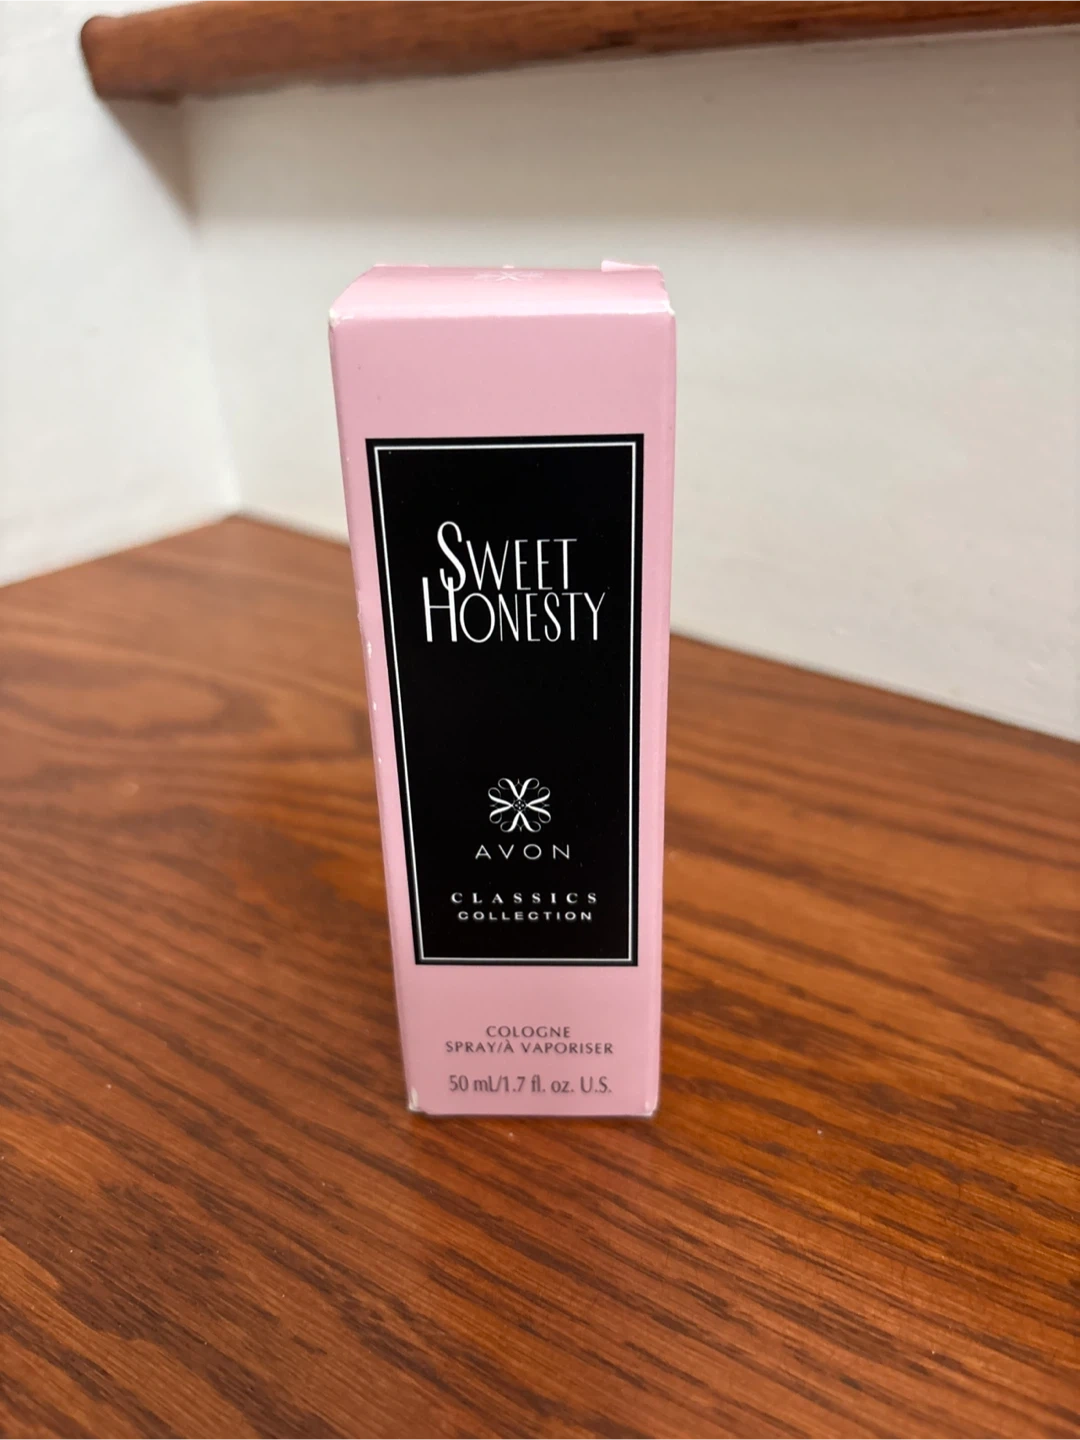 SWEET
HONESTY
AVON
CLASSICS
COLLECTION
COLOGNE
SPRAY/À VAPORISER
50 mL/1.7 fl. oz. U.S.